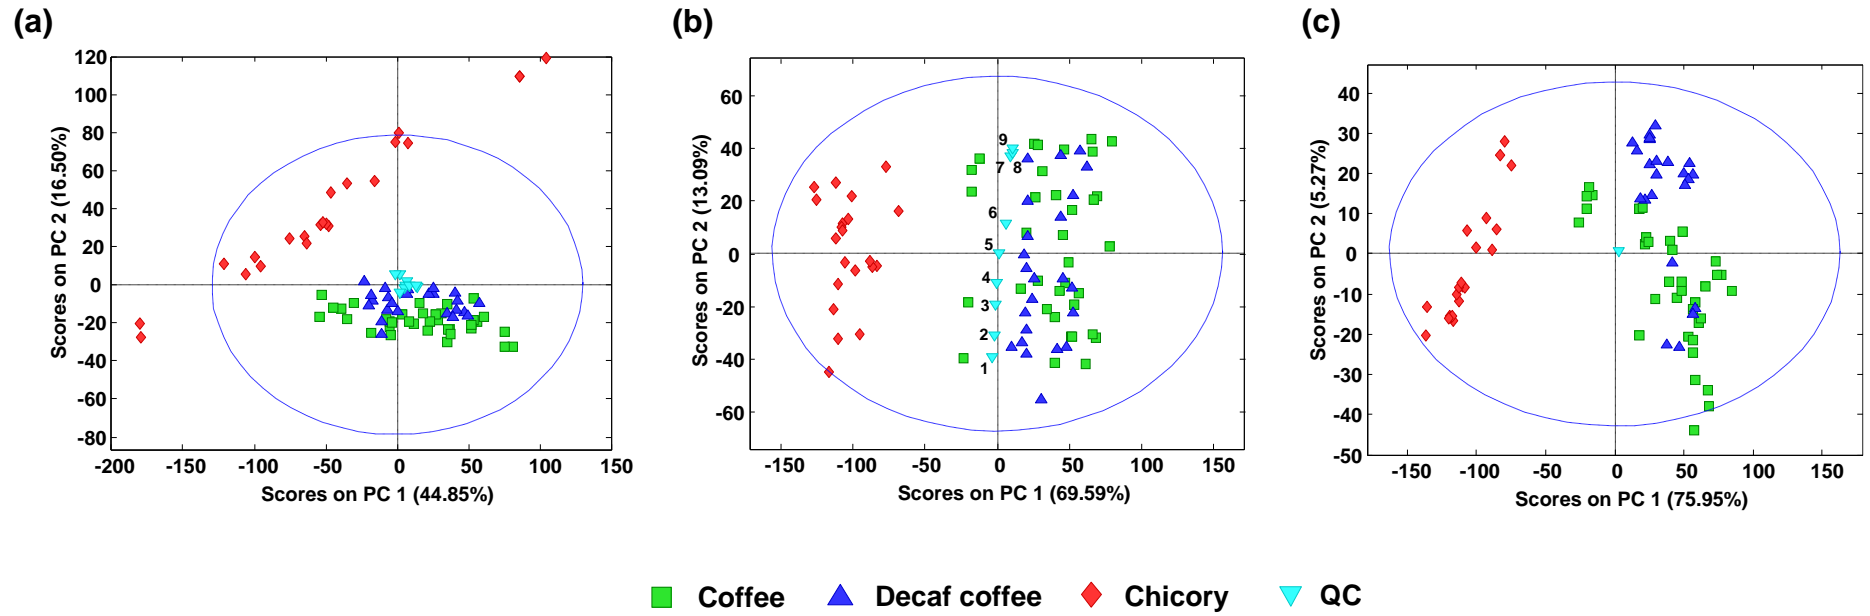 (a)
120
100
80
60
40
20
0
-20
-40
-60
-80
-200 -150 -100 -50 0 50 100 150
Scores on PC 1 (44.85%)
Scores on PC 2 (16.50%)
(b)
60
40
20
0
-20
-40
-60
-150 -100 -50 0 50 100 150
Scores on PC 1 (69.59%)
Scores on PC 2 (13.09%)
9
7 8
6
5
4
3
2
1
(c)
40
30
20
10
0
-10
-20
-30
-40
-50
-150 -100 -50 0 50 100 150
Scores on PC 1 (75.95%)
Scores on PC 2 (5.27%)
Coffee Decaf coffee Chicory QC